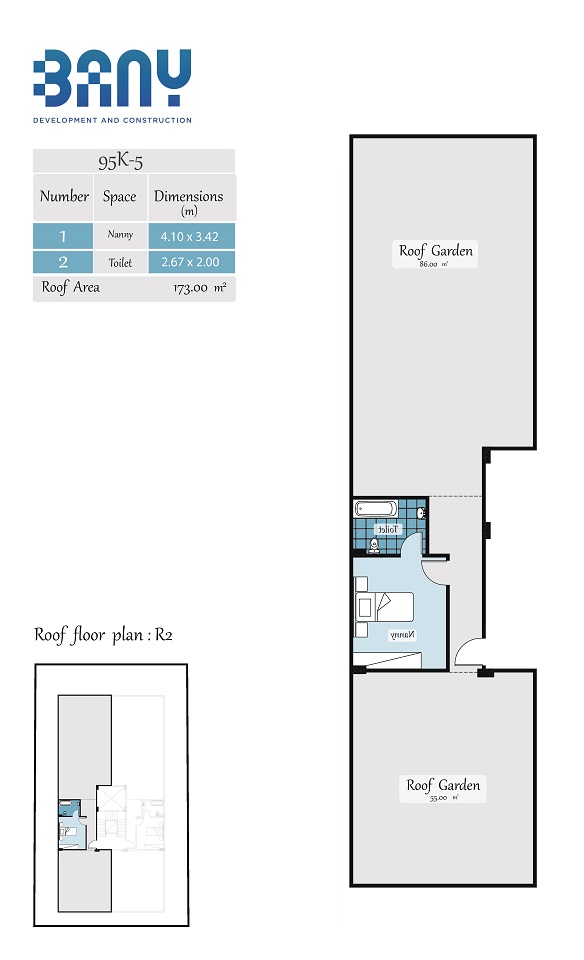 BANY
DEVELOPMENT AND CONSTRUCTION
95K-5
Number Space Dimensions
(m)
1 Nanny 4.10 x 3.42
2 Toilet 2.67 x 2.00
Roof Area 173.00 m²
Roof Garden
86.00 m²
Toilet
Nanny
Roof floor plan : R2
Roof Garden
55.00 m²